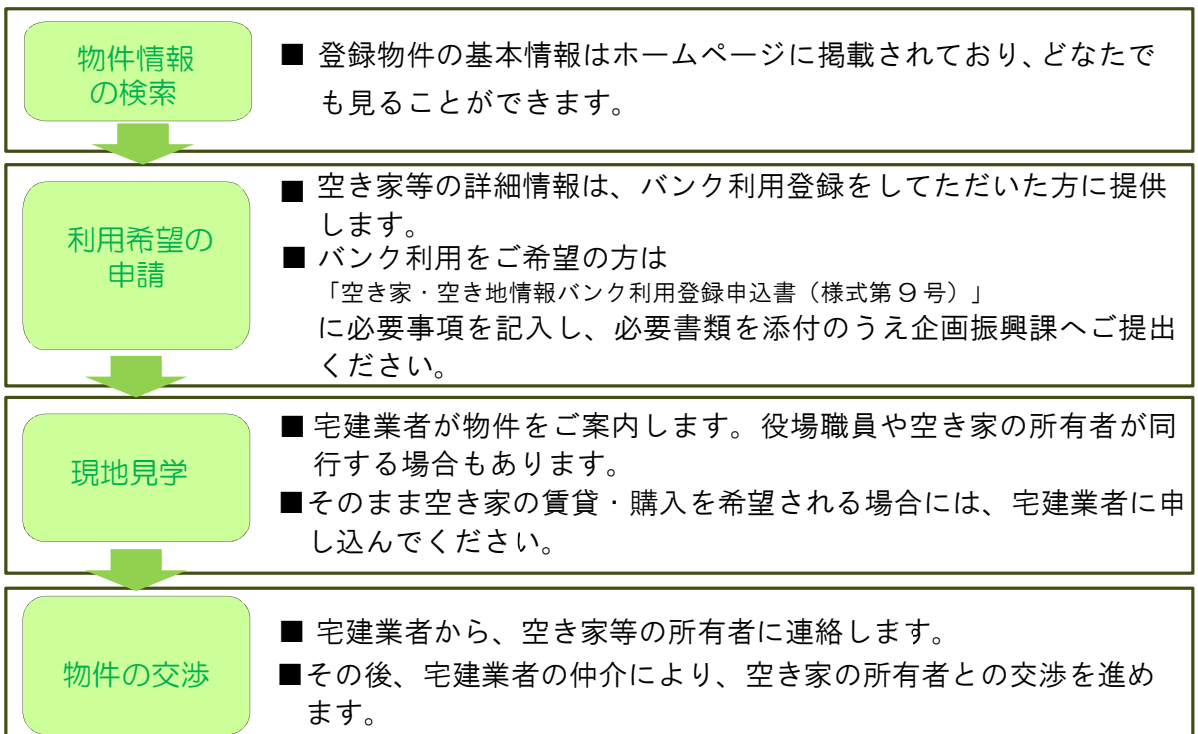 物件情報
の検索
■ 登録物件の基本情報はホームページに掲載されており、どなたで
も見ることができます。
利用希望の
申請
■ 空き家等の詳細情報は、バンク利用登録をしてただいた方に提供
します。
■ バンク利用をご希望の方は
「空き家・空き地情報バンク利用登録申込書（様式第９号）」
に必要事項を記入し、必要書類を添付のうえ企画振興課へご提出
ください。
現地見学
■ 宅建業者が物件をご案内します。役場職員や空き家の所有者が同
行する場合もあります。
■そのまま空き家の賃貸・購入を希望される場合には、宅建業者に申
し込んでください。
物件の交渉
■ 宅建業者から、空き家等の所有者に連絡します。
■その後、宅建業者の仲介により、空き家の所有者との交渉を進め
ます。